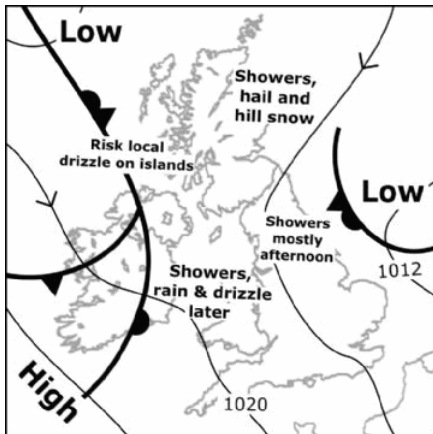 Low
Showers,
hail and
hill snow
Risk local
drizzle on islands
Low
Showers
mostly
afternoon
1012
Showers,
rain & drizzle
later
High
1020